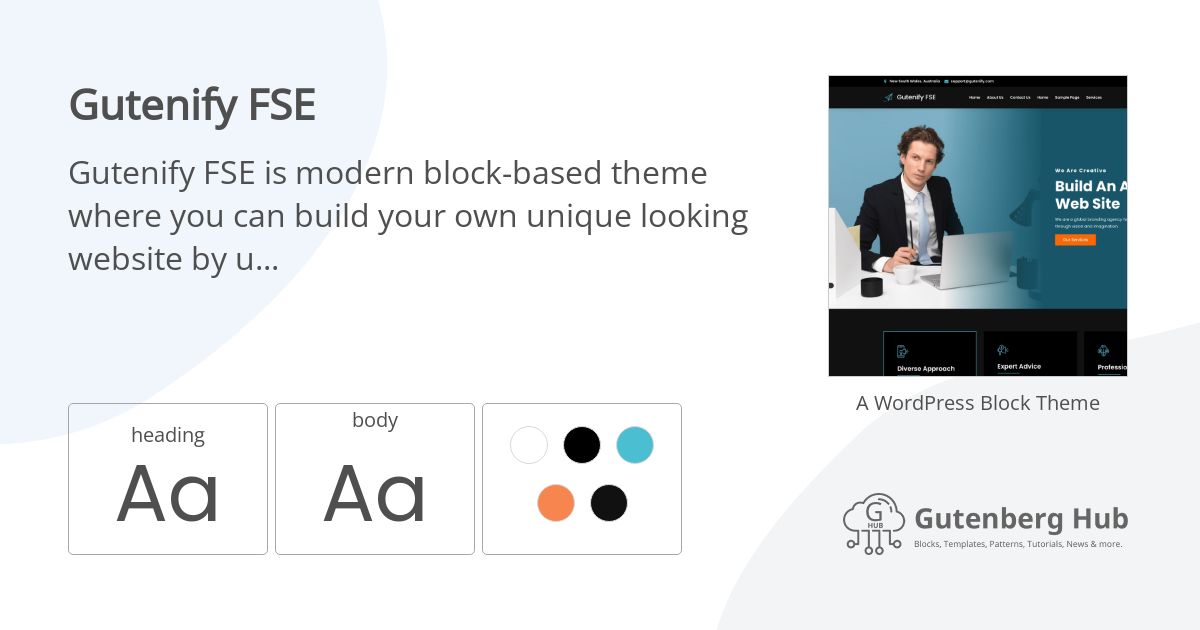 Gutenify FSE
Gutenify FSE is modern block-based theme
where you can build your own unique looking
website by u...
heading
Aa
body
Aa
New South Wales, Australia support@gutenify.com
Gutenify FSE
Home About Us Contact Us Home Sample Page Services
We Are Creative
Build An A
Web Site
We are a global branding agency
through vision and imagination
Our Services
Diverse Approach
Expert Advice
Professio
A WordPress Block Theme
G
HUB
Gutenberg Hub
Blocks, Templates, Patterns, Tutorials, News & more.